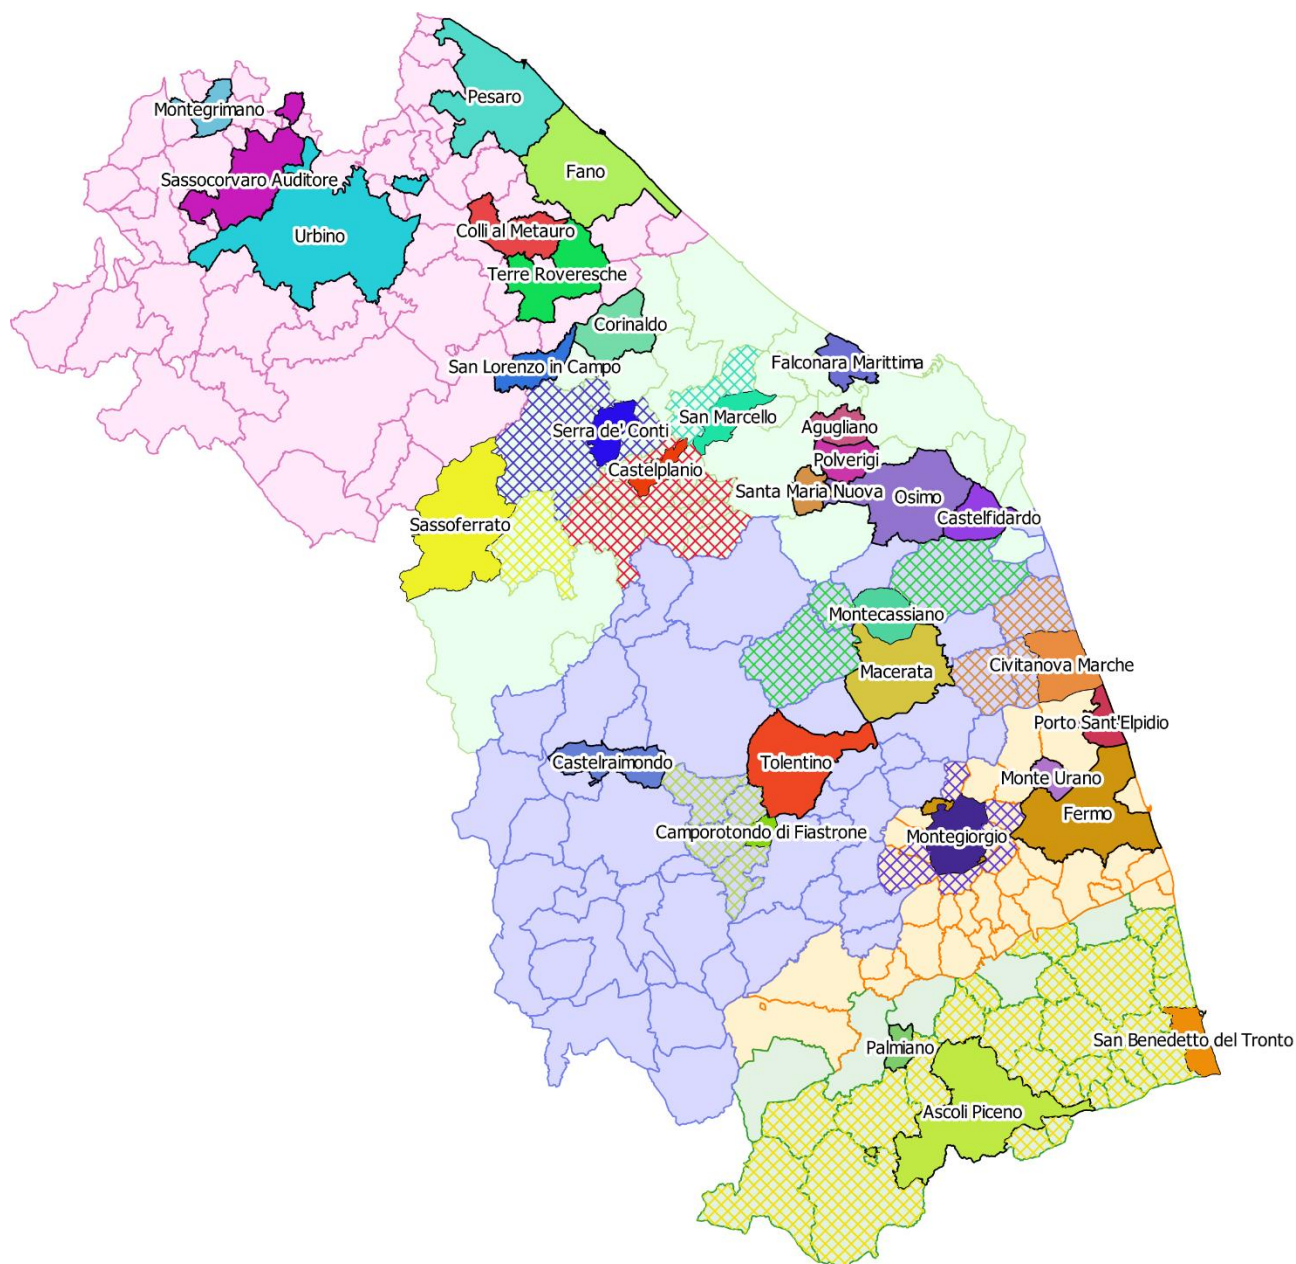 Pesaro
Montegrimano
Fano
Sassocorvaro Auditore
Colli al Metauro
Urbino
Terre Roveresche
Corinaldo
San Lorenzo in Campo
Falconara Marittima
San Marcello
Agugliano
Serra de' Conti
Polverigi
Castelplanio
Santa Maria Nuova
Osimo
Castelfidardo
Sassoferrato
Montecassiano
Civitanova Marche
Macerata
Porto Sant'Elpidio
Castelraimondo
Tolentino
Monte Urano
Fermo
Camporotondo di Fiastrone
Montegiorgio
San Benedetto del Tronto
Palmiano
Ascoli Piceno